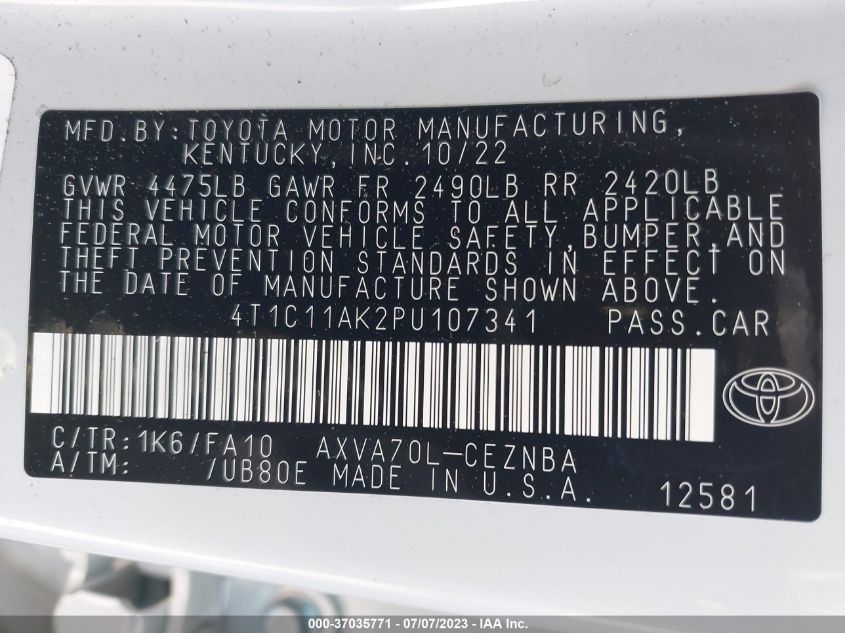 MFD.BY:TOYOTA MOTOR MANUFACTURING,
KENTUCKY,INC.10/22
GVWR 4475LB GAWR FR 2490LB RR 2420LB
THIS VEHICLE CONFORMS TO ALL APPLICABLE
FEDERAL MOTOR VEHICLE SAFETY,BUMPER,AND
THEFT PREVENTION STANDARDS IN EFFECT ON
THE DATE OF MANUFACTURE SHOWN ABOVE.
4T1C11AK2PU107341 PASS.CAR
C/TR:1K6/FA10 AXVA70L-CEZNBA
A/TM: /UB80E MADE IN U.S.A. 12581
000-37035771 / 07/07/2023 - IAA Inc.